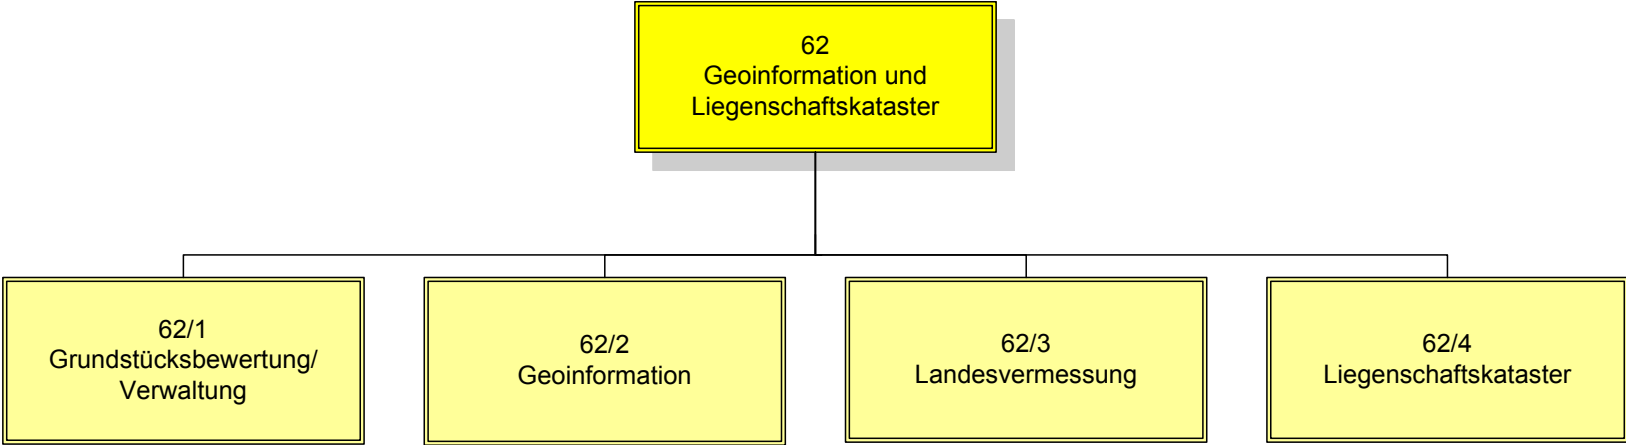 62
Geoinformation und
Liegenschaftskataster
62/1
Grundstücksbewertung/
Verwaltung
62/2
Geoinformation
62/3
Landesvermessung
62/4
Liegenschaftskataster